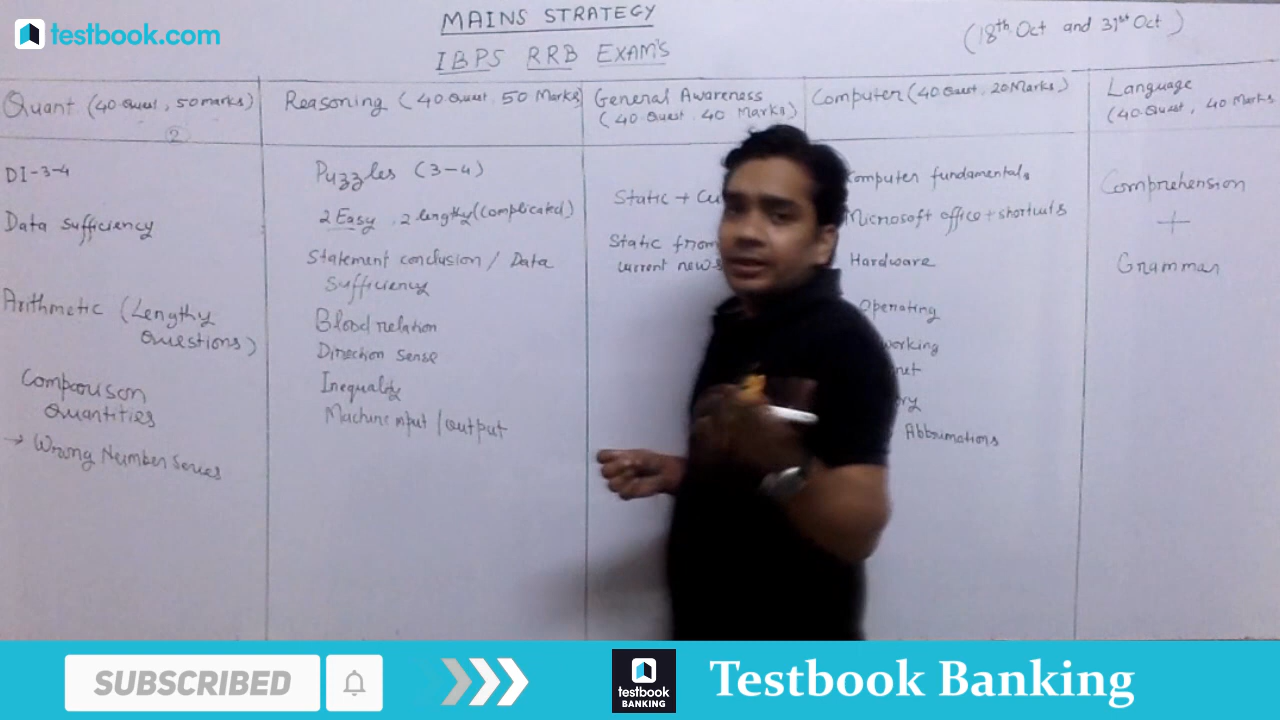 testbook.com
MAINS STRATEGY
IBPS RRB EXAM'S
(18th Oct and 31st Oct)
Quant (40 Quest, 50 marks)
②
DI-3-4
Data sufficiency
Arithmetic (Lengthy
Questions)
Comparison
Quantities
→ Wrong Number Series
Reasoning (40 Quest, 50 Marks)
Puzzles (3-4)
2 Easy, 2 lengthy (complicated)
Statement conclusion / Data
Sufficiency
Blood relation
Direction Sense
Inequality
Machine input / output
General Awareness
(40 Quest, 40 Marks)
Static +
Static from
current news
Computer (40 Quest, 20 Marks)
Computer fundamentals
Microsoft office + shortcuts
Hardware
Operating
Language
(40 Quest, 40 Marks
Comprehension
+
Grammar
SUBSCRIBED
testbook
BANKING
Testbook Banking